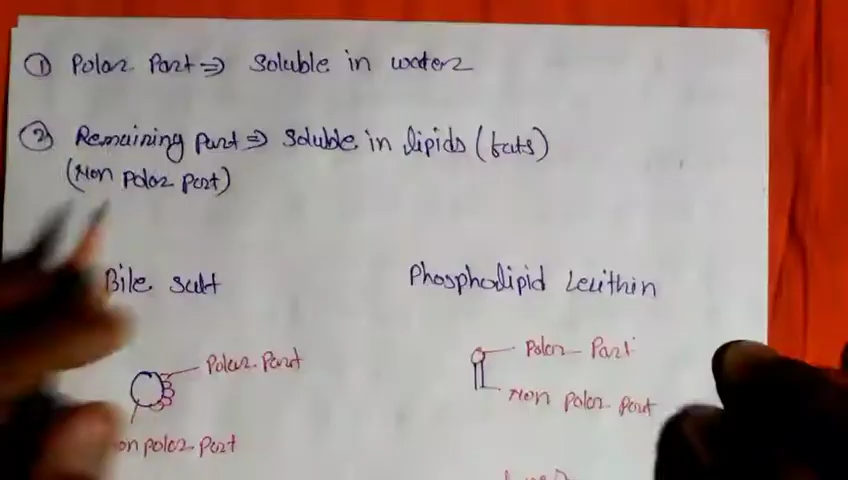 ① Polar Part ⇒ Soluble in water
② Remaining part ⇒ Soluble in lipids (fats)
(Non polar part)
Bile salt
Phospholipid Lecithin
Polar Part
Polar Part
Non polar part
on polar part